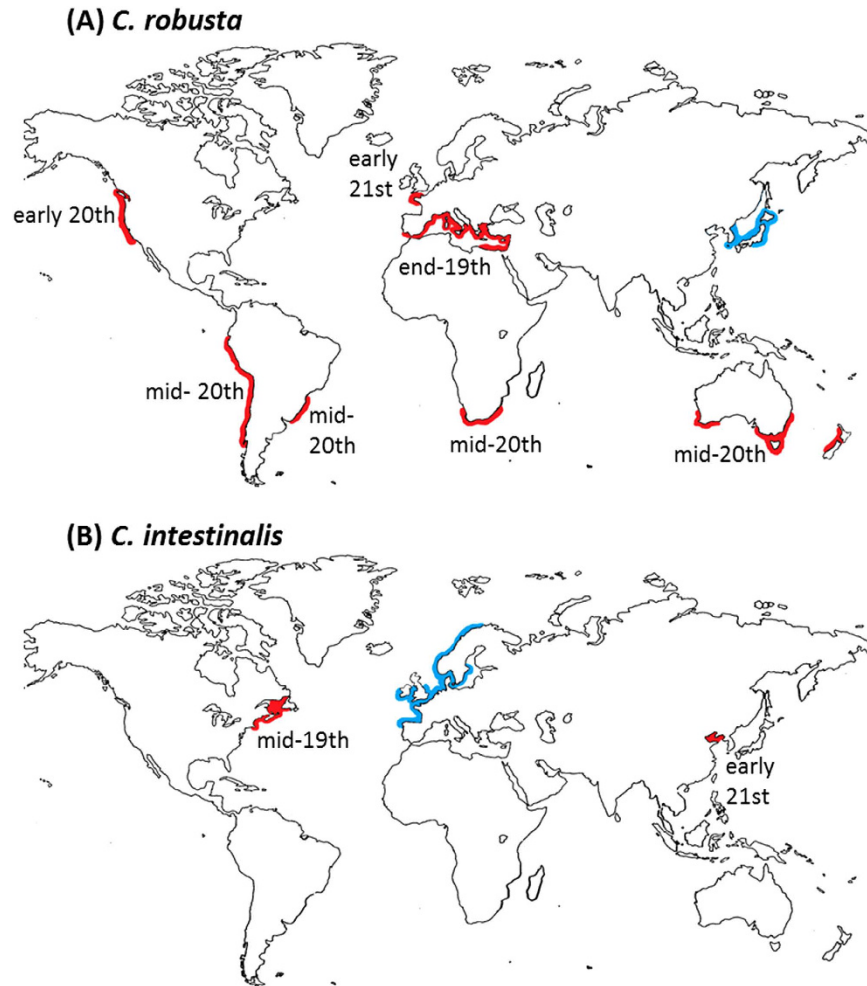 (A) C. robusta
early
21st
early 20th
end-19th
mid- 20th
mid-
20th
mid-20th
mid-20th
(B) C. intestinalis
mid-19th
early
21st